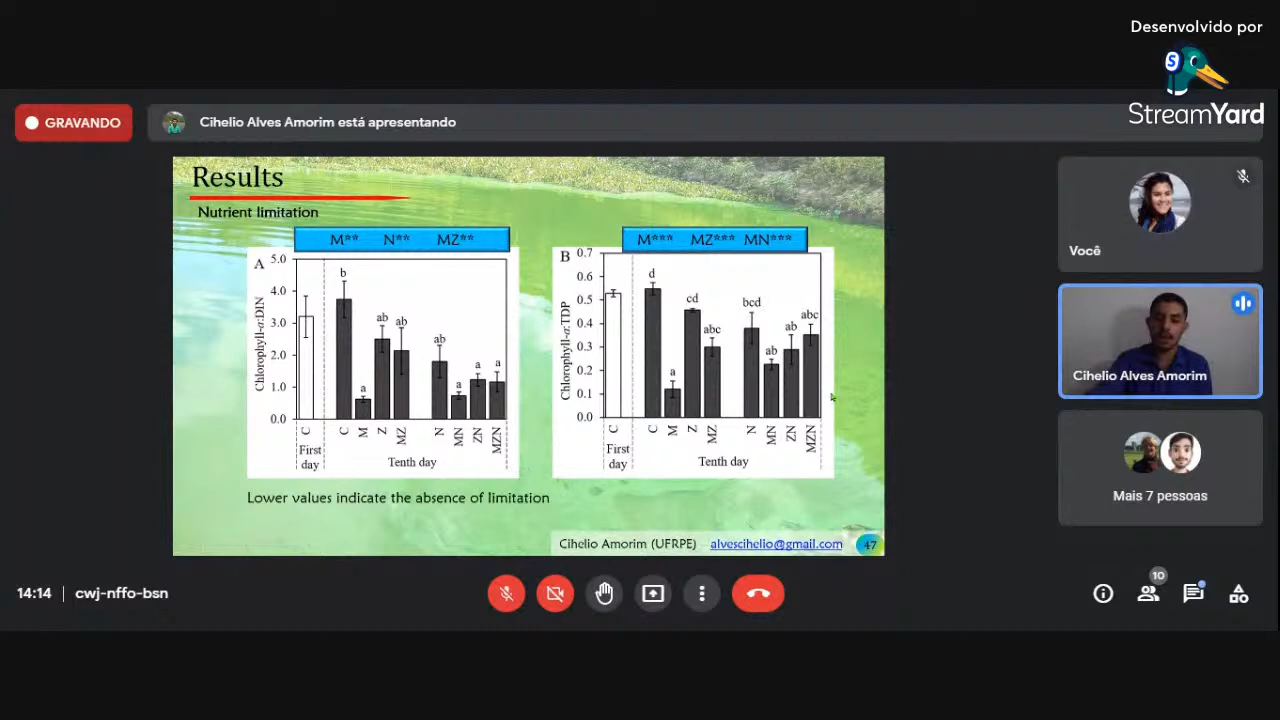 Desenvolvido por
StreamYard
GRAVANDO
Cihelio Alves Amorim está apresentando
Results
Nutrient limitation
M** N** MZ**
A
Chlorophyll-a:DIN
5.0
4.0
3.0
2.0
1.0
0.0
b
a
ab
ab
ab
a
a
a
C
C
M
Z
MZ
N
MN
ZN
MZN
First day
Tenth day
M*** MZ*** MN***
B
Chlorophyll-a:TDP
0.7
0.6
0.5
0.4
0.3
0.2
0.1
0.0
d
a
cd
abc
bcd
ab
ab
abc
C
C
M
Z
MZ
N
MN
ZN
MZN
First day
Tenth day
Lower values indicate the absence of limitation
Cihelio Amorim (UFRPE) alvescihelio@gmail.com 47
Você
Cihelio Alves Amorim
Mais 7 pessoas
14:14 | cwj-nffo-bsn
10